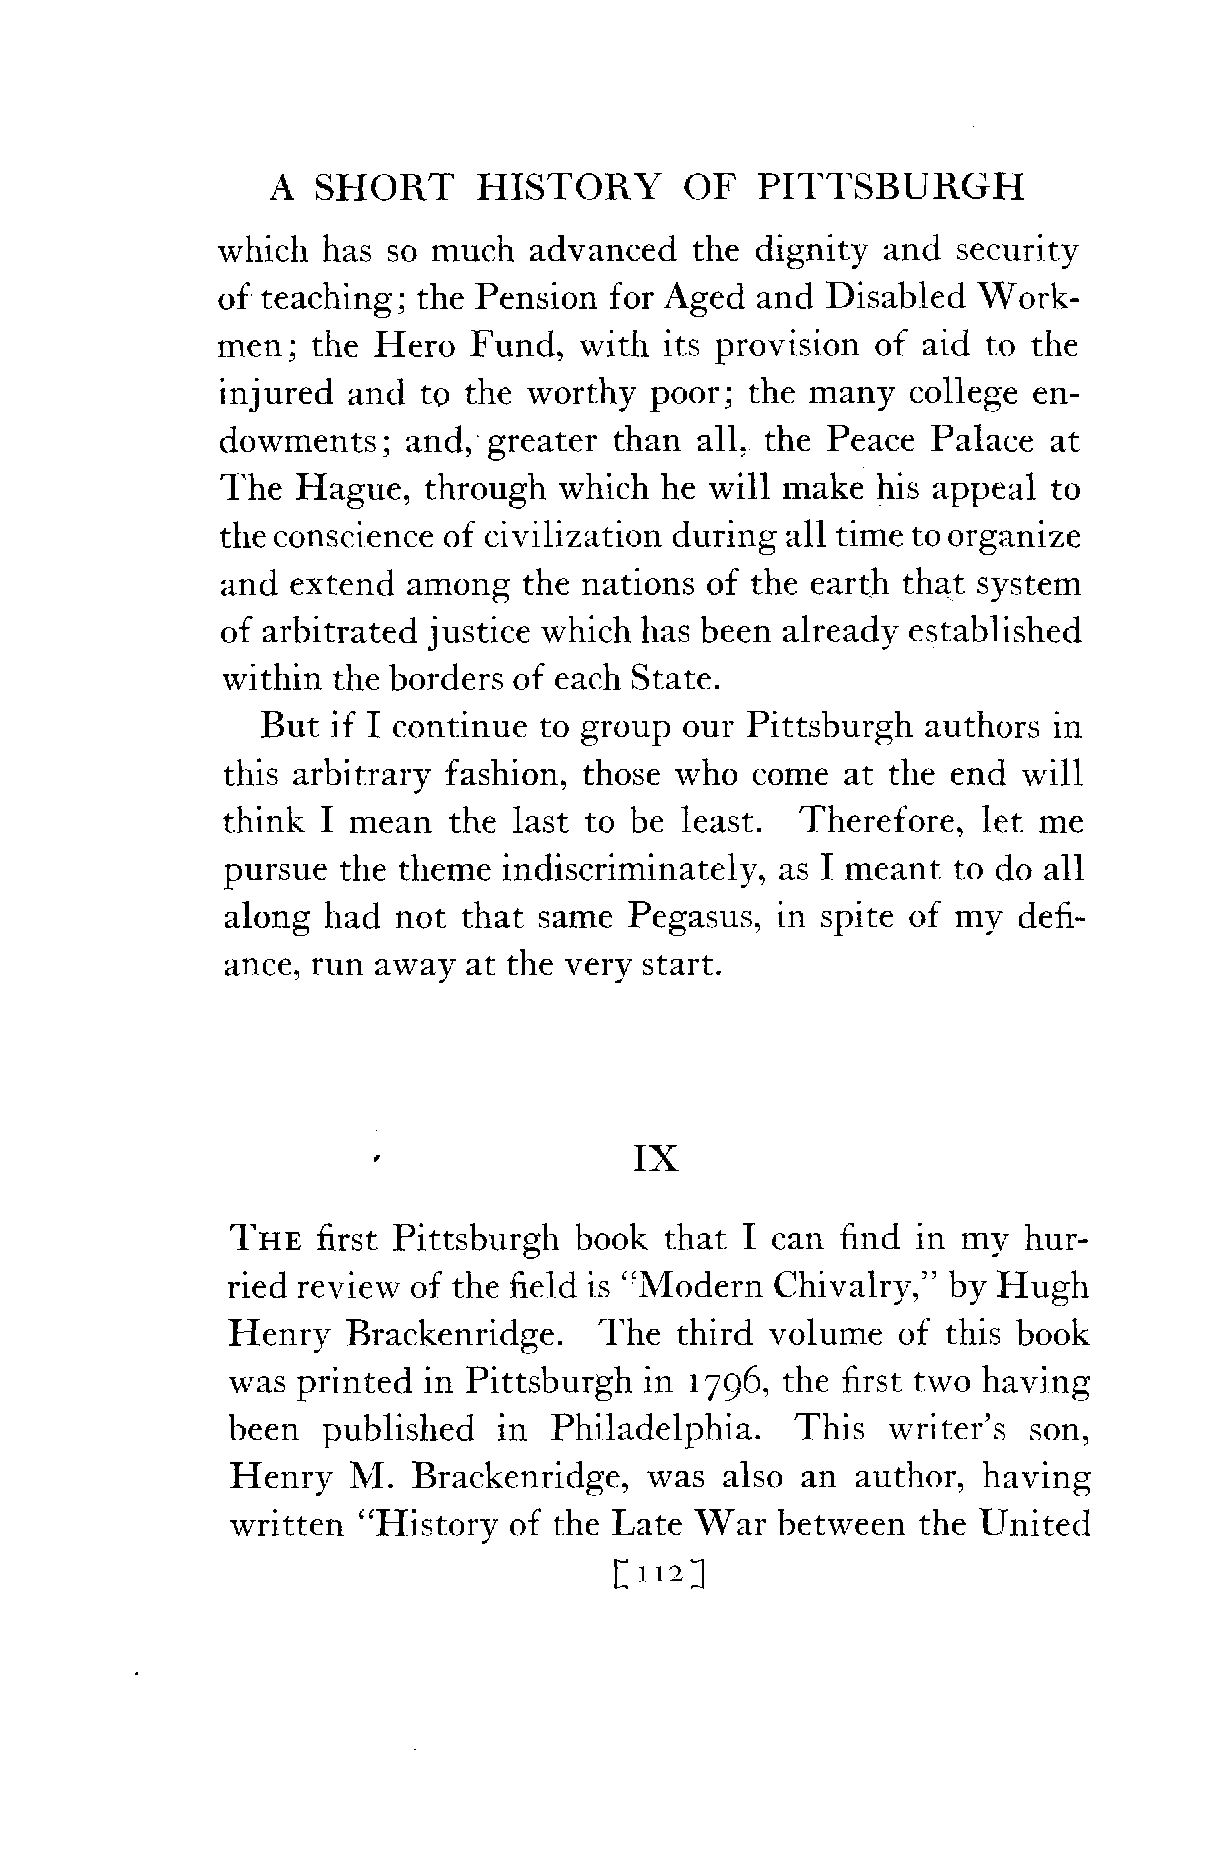 A SHORT HISTORY OF PITTSBURGH
which has so much advanced the dignity and security
of teaching; the Pension for Aged and Disabled Work-
men; the Hero Fund, with its provision of aid to the
injured and to the worthy poor; the many college en-
dowments; and, greater than all, the Peace Palace at
The Hague, through which he will make his appeal to
the conscience of civilization during all time to organize
and extend among the nations of the earth that system
of arbitrated justice which has been already established
within the borders of each State.
But if I continue to group our Pittsburgh authors in
this arbitrary fashion, those who come at the end will
think I mean the last to be least. Therefore, let me
pursue the theme indiscriminately, as I meant to do all
along had not that same Pegasus, in spite of my defi-
ance, run away at the very start.
IX
THE first Pittsburgh book that I can find in my hur-
ried review of the field is "Modern Chivalry," by Hugh
Henry Brackenridge. The third volume of this book
was printed in Pittsburgh in 1796, the first two having
been published in Philadelphia. This writer's son,
Henry M. Brackenridge, was also an author, having
written "History of the Late War between the United
[112]